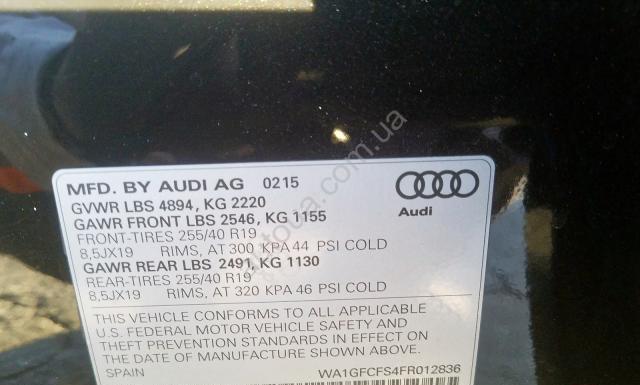 MFD. BY AUDI AG 0215
GVWR LBS 4894, KG 2220
GAWR FRONT LBS 2546, KG 1155
FRONT-TIRES 255/40 R19
8,5JX19 RIMS, AT 300 KPA 44 PSI COLD
GAWR REAR LBS 2491, KG 1130
REAR-TIRES 255/40 R19
8,5JX19 RIMS, AT 320 KPA 46 PSI COLD
Audi
THIS VEHICLE CONFORMS TO ALL APPLICABLE
U.S. FEDERAL MOTOR VEHICLE SAFETY AND
THEFT PREVENTION STANDARDS IN EFFECT ON
THE DATE OF MANUFACTURE SHOWN ABOVE.
SPAIN WA1GFCFS4FR012836
autoua.com.ua